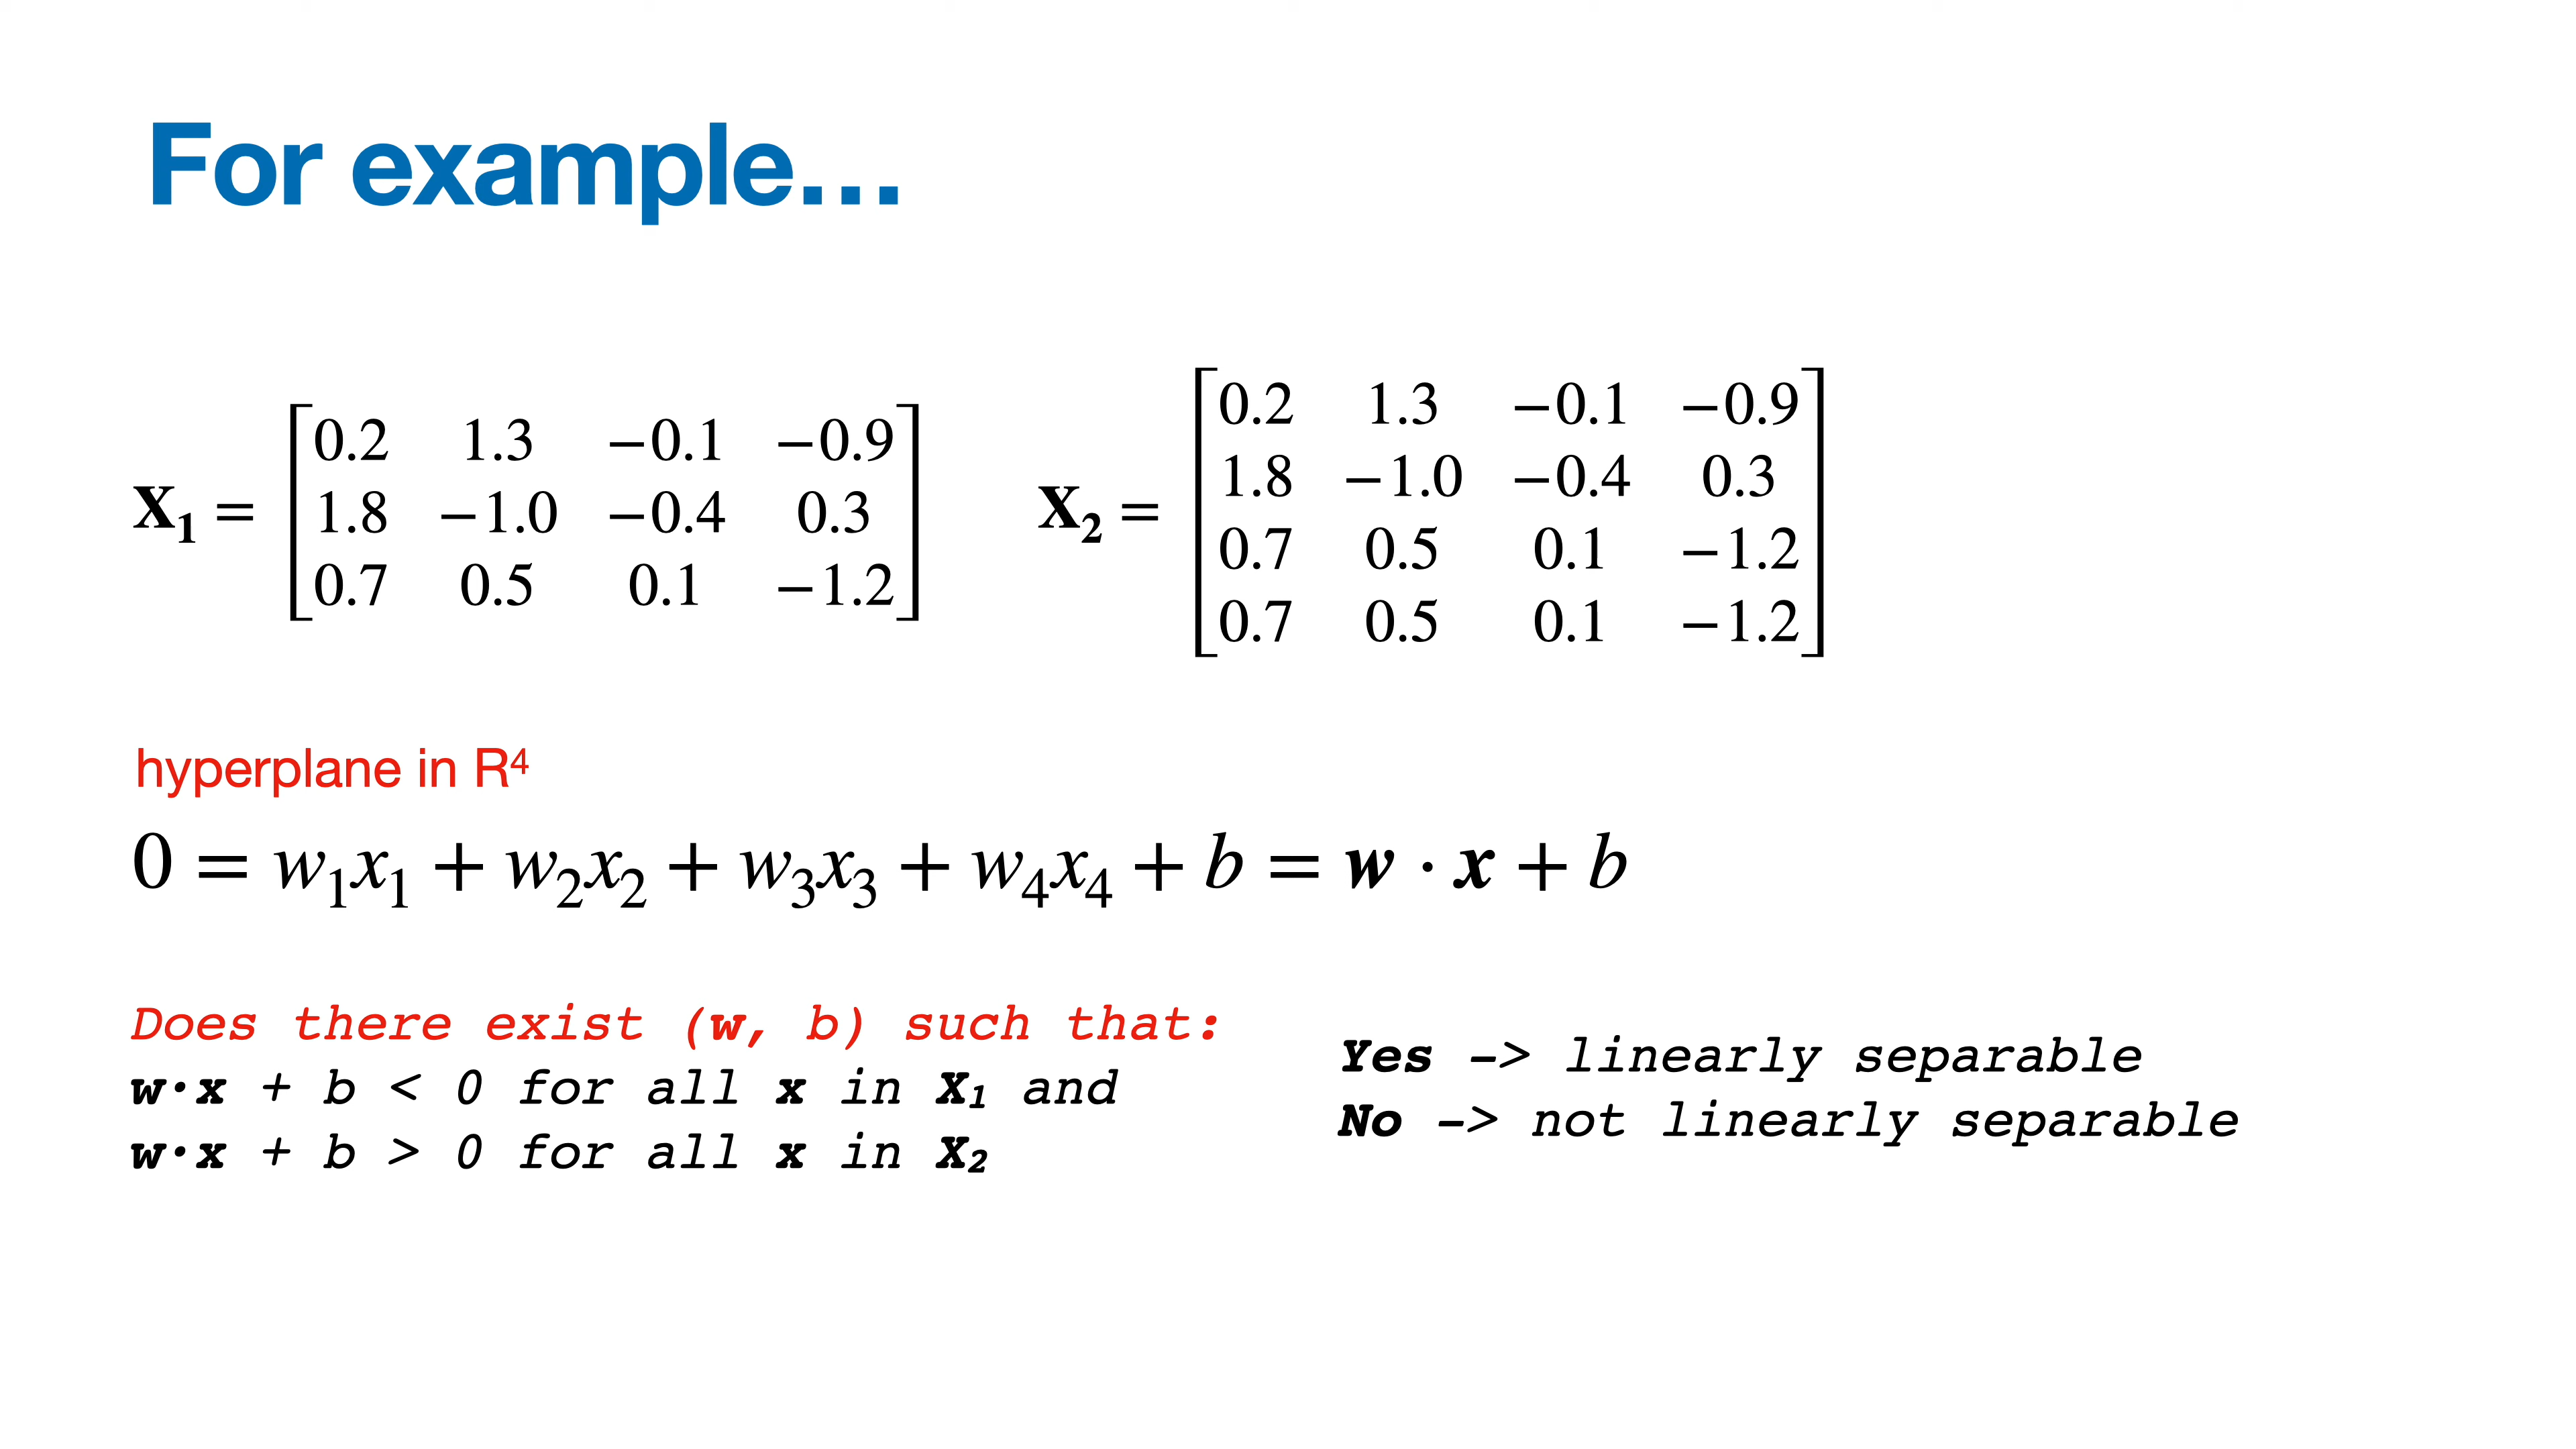 For example…
X₁ = [0.2 1.3 −0.1 −0.9
1.8 −1.0 −0.4 0.3
0.7 0.5 0.1 −1.2]
X₂ = [0.2 1.3 −0.1 −0.9
1.8 −1.0 −0.4 0.3
0.7 0.5 0.1 −1.2
0.7 0.5 0.1 −1.2]
hyperplane in R⁴
0 = w₁x₁ + w₂x₂ + w₃x₃ + w₄x₄ + b = w · x + b
Does there exist (w, b) such that:
w·x + b < 0 for all x in X₁ and
w·x + b > 0 for all x in X₂
Yes -> linearly separable
No -> not linearly separable